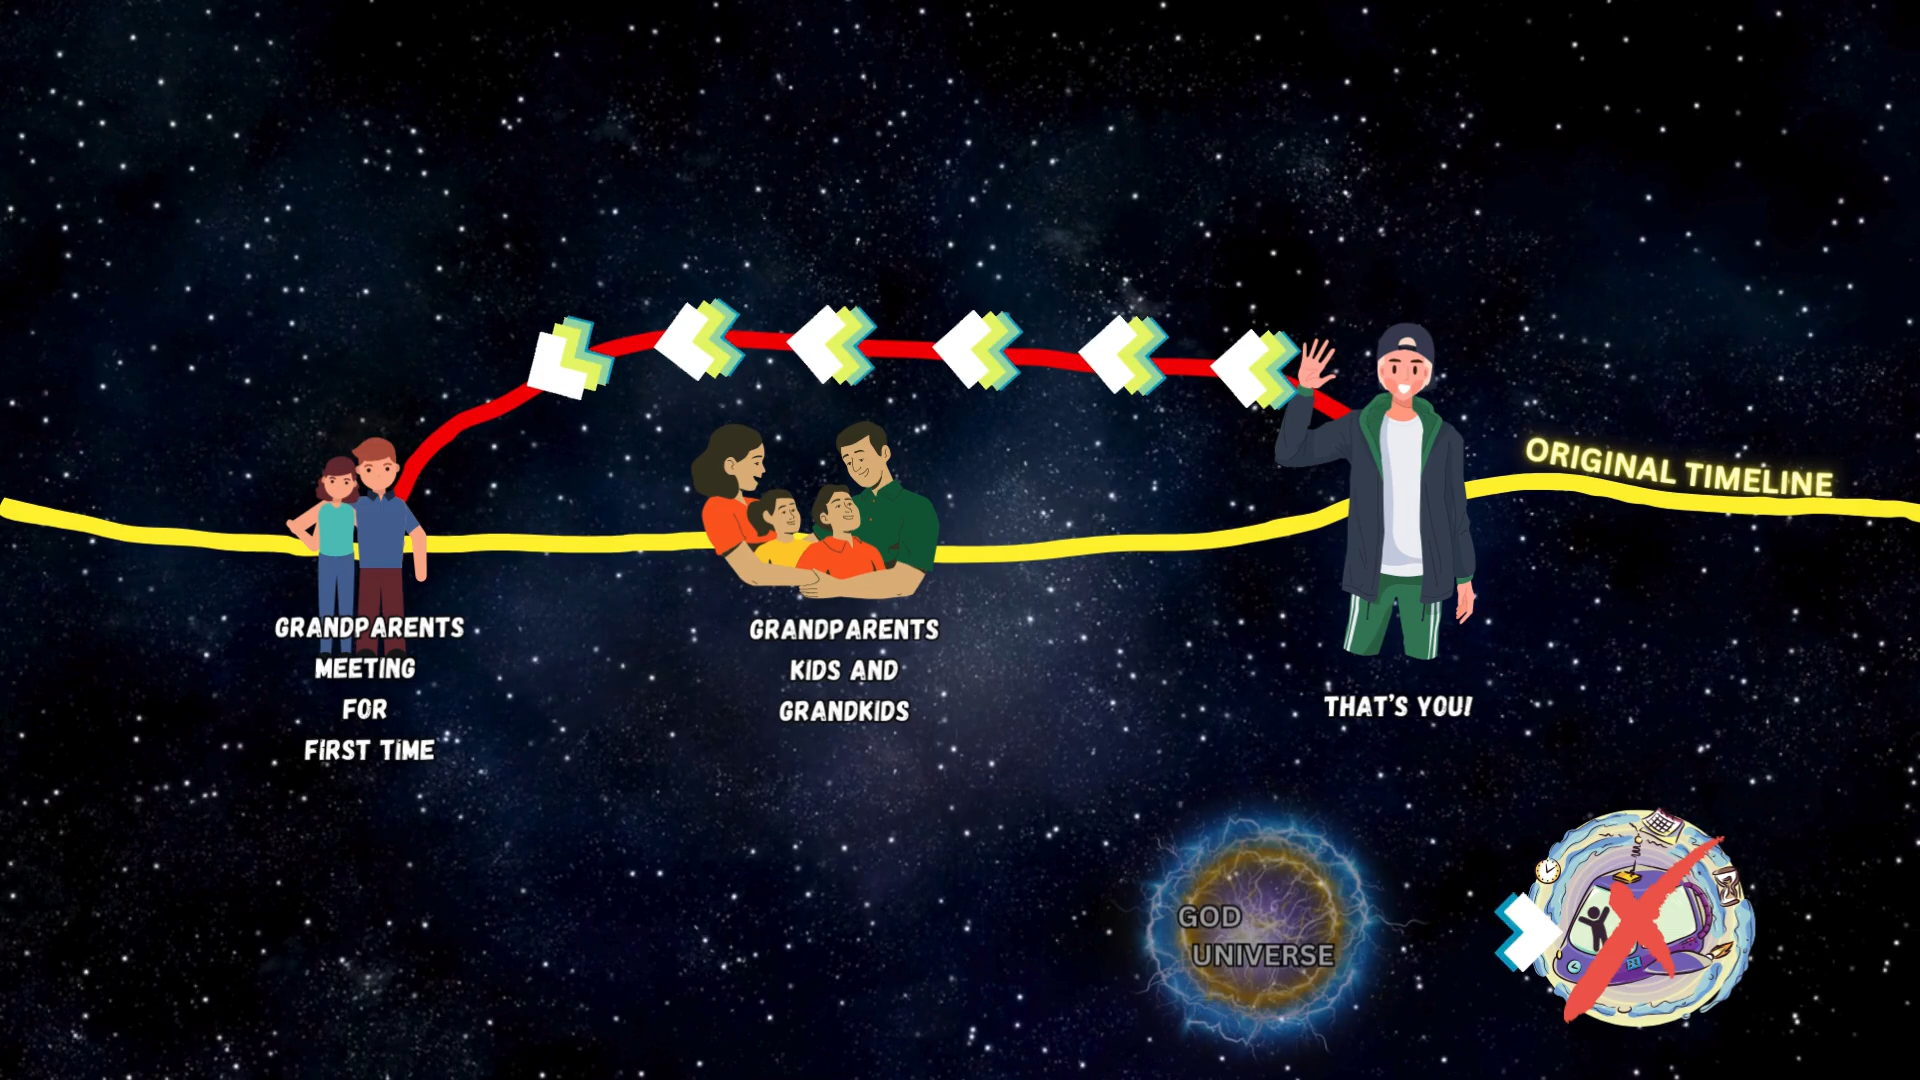 ORIGINAL TIMELINE
GRANDPARENTS
MEETING
FOR
FIRST TIME
GRANDPARENTS
KIDS AND
GRANDKIDS
THAT'S YOU!
GOD
UNIVERSE